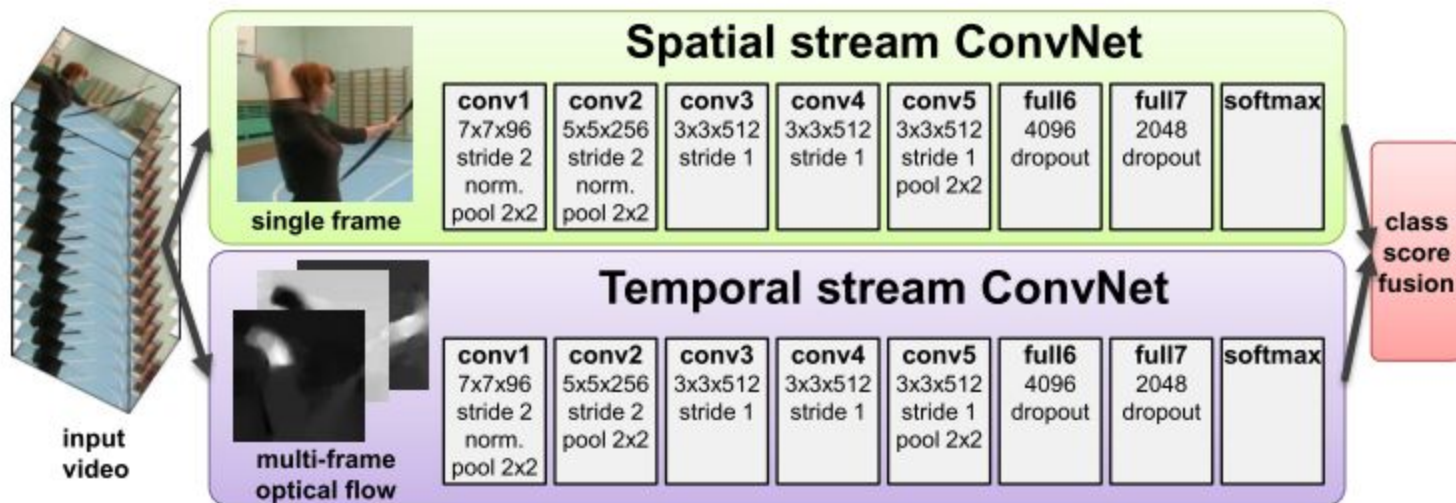 Spatial stream ConvNet
conv1
7x7x96
stride 2
norm.
pool 2x2
conv2
5x5x256
stride 2
norm.
pool 2x2
conv3
3x3x512
stride 1
conv4
3x3x512
stride 1
conv5
3x3x512
stride 1
pool 2x2
full6
4096
dropout
full7
2048
dropout
softmax
single frame
Temporal stream ConvNet
conv1
7x7x96
stride 2
norm.
pool 2x2
conv2
5x5x256
stride 2
pool 2x2
conv3
3x3x512
stride 1
conv4
3x3x512
stride 1
conv5
3x3x512
stride 1
pool 2x2
full6
4096
dropout
full7
2048
dropout
softmax
multi-frame
optical flow
input
video
class
score
fusion